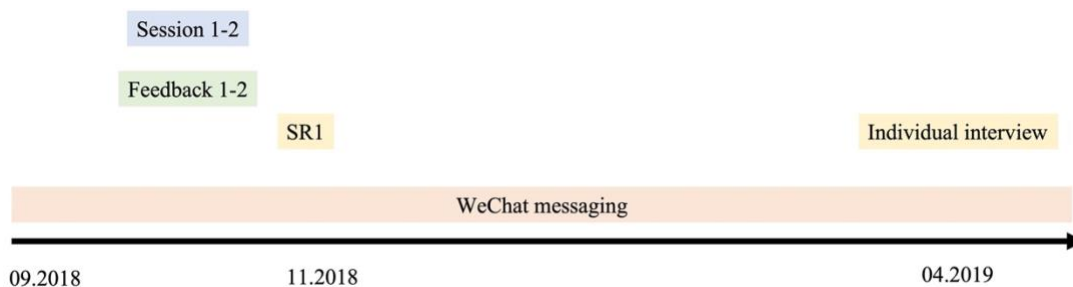 Session 1-2
Feedback 1-2
SR1
Individual interview
WeChat messaging
09.2018
11.2018
04.2019